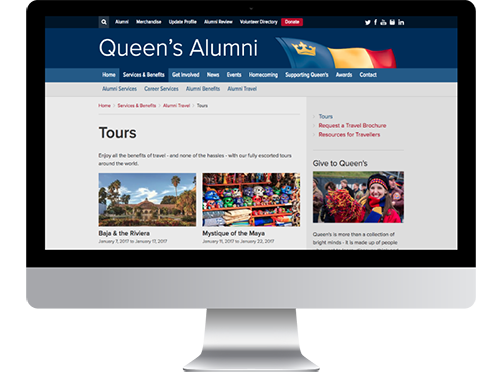 Alumni Merchandise Update Profile Alumni Review Volunteer Directory Donate
Queen's Alumni
Home Services & Benefits Get Involved News Events Homecoming Supporting Queen's Awards Contact
Alumni Services Career Services Alumni Benefits Alumni Travel
Home Services & Benefits Alumni Travel Tours
Tours
Enjoy all the benefits of travel - and none of the hassles - with our fully escorted tours
around the world.
Baja & the Riviera
January 7, 2017 to January 17, 2017
Mystique of the Maya
January 11, 2017 to January 22, 2017
Tours
Request a Travel Brochure
Resources for Travellers
Give to Queen's
Queen's is more than a collection of
bright minds - it is made up of people